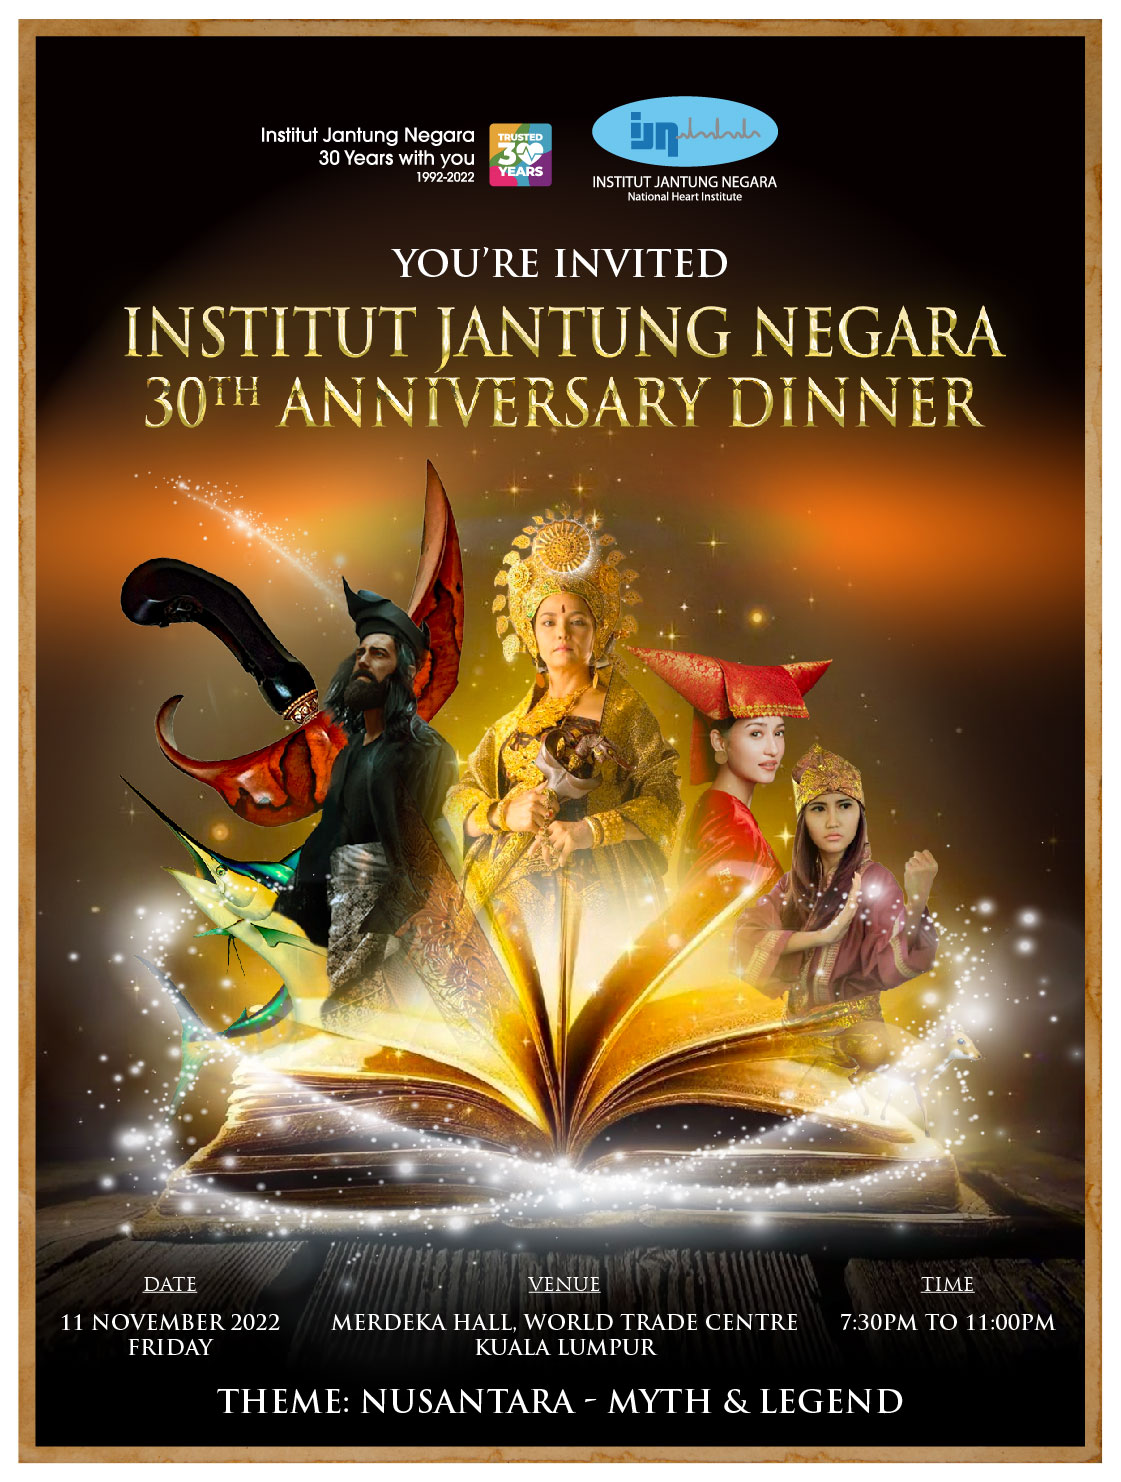 Institut Jantung Negara
30 Years with you
1992-2022
TRUSTED
30
YEARS
ijn
INSTITUT JANTUNG NEGARA
National Heart Institute
YOU'RE INVITED
INSTITUT JANTUNG NEGARA
30TH ANNIVERSARY DINNER
DATE
11 NOVEMBER 2022
FRIDAY
VENUE
MERDEKA HALL, WORLD TRADE CENTRE
KUALA LUMPUR
TIME
7:30PM TO 11:00PM
THEME: NUSANTARA - MYTH & LEGEND